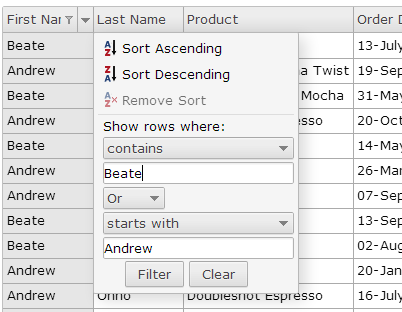 First Nar Last Name Product Order D
Beate 13-July
Andrew a Twist 19-Sep
Beate Mocha 31-May
Andrew esso 20-Oct
Beate 14-May
Andrew 26-Mar
Andrew 07-Sep
Beate 13-Sep
Beate 02-Aug
Andrew 20-Jan
Andrew Ohno Doubleshot Espresso 16-July
Sort Ascending
Sort Descending
Remove Sort
Show rows where:
contains
Beate
Or
starts with
Andrew
Filter Clear